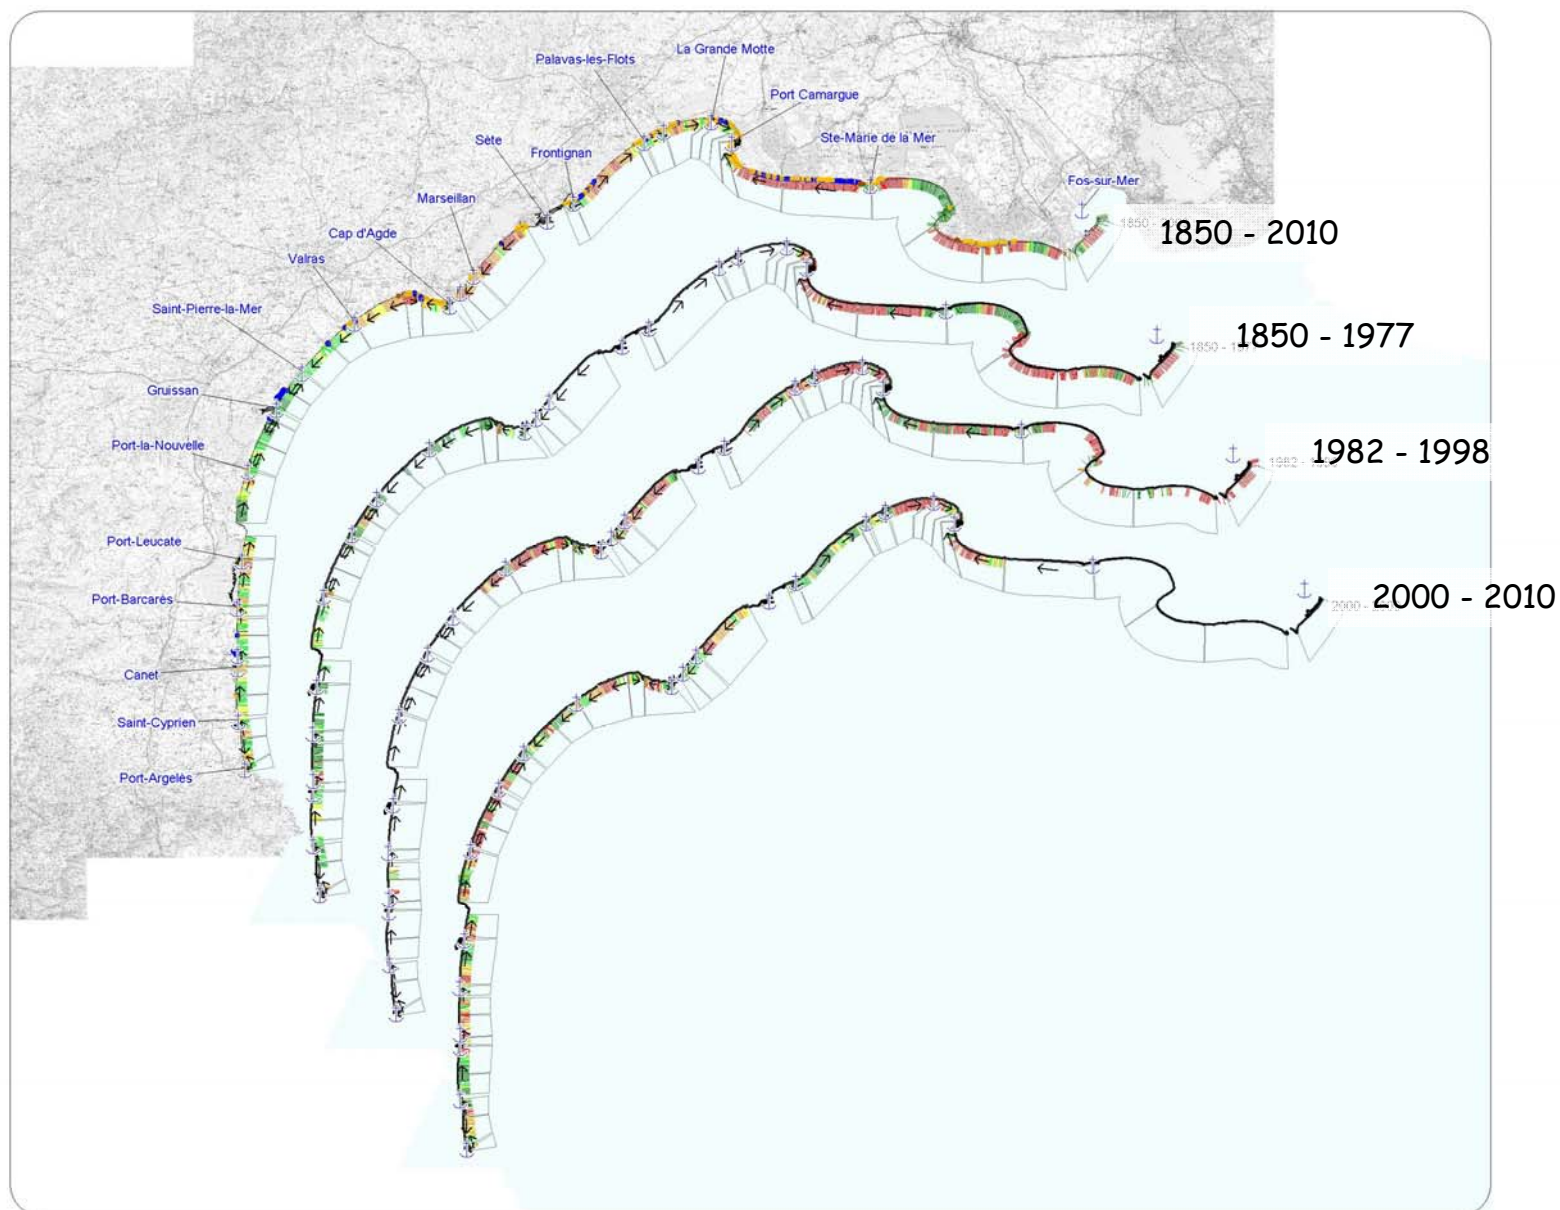 La Grande Motte
Palavas-les-Flots
Port Camargue
Ste-Marie de la Mer
Sète
Frontignan
Fos-sur-Mer
Marseillan
1850 - 2010
Cap d'Agde
Valras
Saint-Pierre-la-Mer
1850 - 1977
Gruissan
Port-la-Nouvelle
1982 - 1998
Port-Leucate
Port-Barcarès
2000 - 2010
Canet
Saint-Cyprien
Port-Argelès